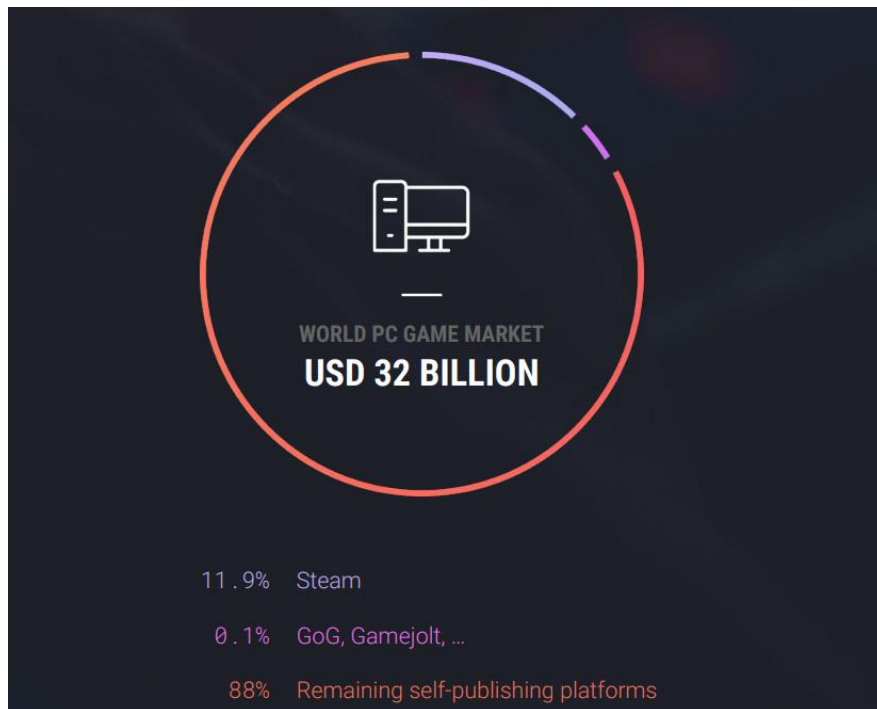 WORLD PC GAME MARKET
USD 32 BILLION
11.9% Steam
0.1% GoG, Gamejolt, ...
88% Remaining self-publishing platforms